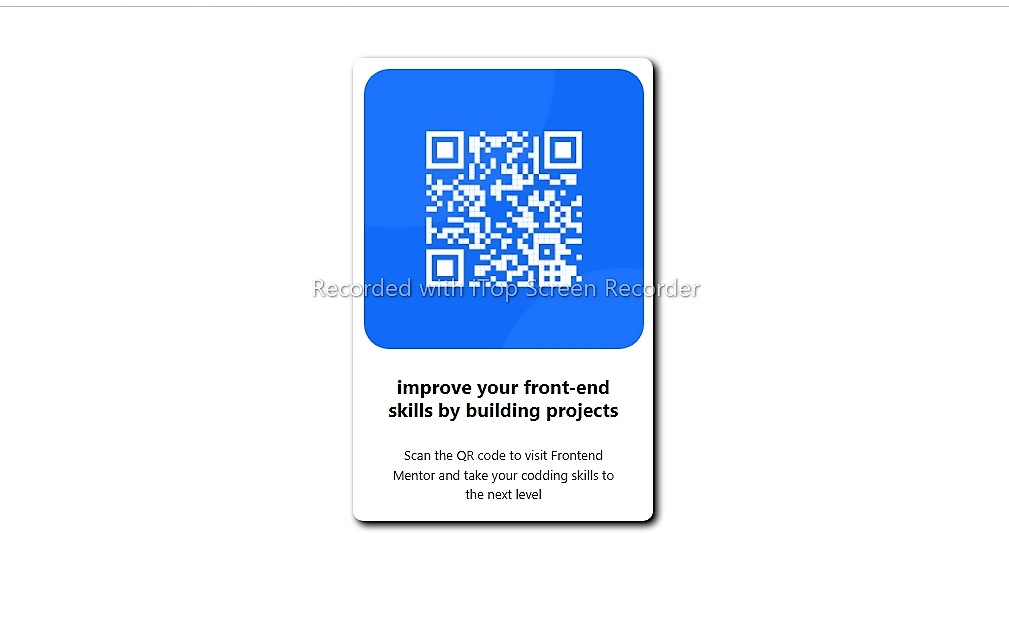 Recorded with iTop Screen Recorder
improve your front-end
skills by building projects
Scan the QR code to visit Frontend
Mentor and take your codding skills to
the next level